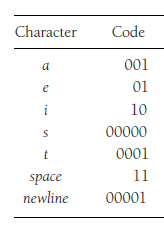 Character Code
a 001
e 01
i 10
s 00000
t 0001
space 11
newline 00001